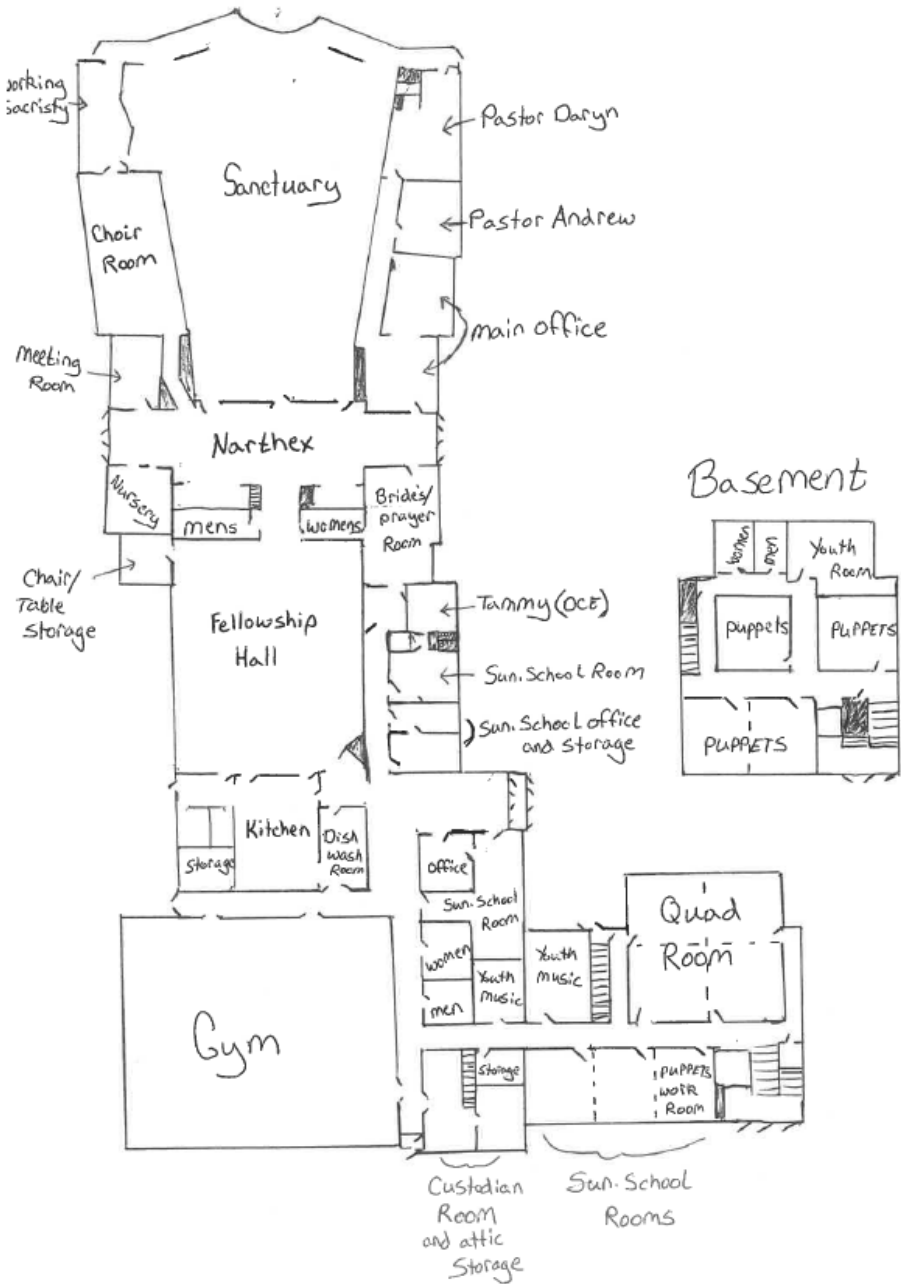 orking
Sacristy
Sanctuary
Pastor Daryn
Pastor Andrew
Choir
Room
main office
Meeting
Room
Narthex
Nursery
mens
womens
Brides/
prayer
Room
Chair/
Table
Storage
Fellowship
Hall
Tammy (DCE)
Sun. School Room
Sun. School office
and storage
Kitchen
Storage
Dish
wash
Room
office
Sun. School
Room
women
men
Youth
Music
Youth
Music
Quad
Room
Gym
Storage
PUPPETS
WORK
Room
Custodian
Room
and attic
Storage
Sun. School
Rooms
Basement
women
men
Youth
Room
puppets
PUPPETS
PUPPETS